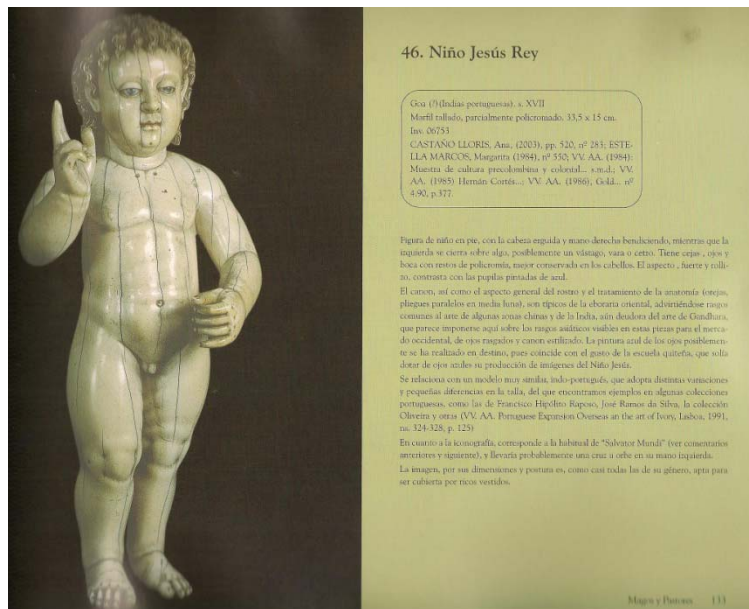 46. Niño Jesús Rey
Goa (?) (Indias portuguesas). s. XVII
Marfil tallado, parcialmente policromado. 33,5 x 15 cm.
Inv. 06753
CASTAÑO LLORIS, Ana, (2003), pp. 520, nº 283; ESTE-
LLA MARCOS, Margarita (1984), nº 550; VV. AA. (1984):
Muestra de cultura precolombina y colonial... s.m.d.; VV.
AA. (1985) Hernán Cortés...; VV. AA. (1986); Gold... nº
4.90, p.377.
Figura de niño en pie, con la cabeza erguida y mano derecha bendiciendo, mientras que la
izquierda se cierra sobre algo, posiblemente un vástago, vara o cetro. Tiene cejas , ojos y
boca con restos de policromía, mejor conservada en los cabellos. El aspecto , fuerte y rolli-
zo, contrasta con las pupilas pintadas de azul.
El canon, así como el aspecto general del rostro y el tratamiento de la anatomía (orejas,
pliegues paralelos en media luna), son típicos de la eboraria oriental, advirtiéndose rasgos
comunes al arte de algunas zonas chinas y de la India, aún deudora del arte de Gandhara,
que parece imponerse aquí sobre los rasgos asiáticos visibles en estas piezas para el merca-
do occidental, de ojos rasgados y canon estilizado. La pintura azul de los ojos posiblemen-
te se ha realizado en destino, pues coincide con el gusto de la escuela quiteña, que solía
dotar de ojos azules su producción de imágenes del Niño Jesús.
Se relaciona con un modelo muy similar, indo-portugués, que adopta distintas variaciones
y pequeñas diferencias en la talla, del que encontramos ejemplos en algunas colecciones
portuguesas, como las de Francisco Hipólito Raposo, José Ramos da Silva, la colección
Oliveira y otras (VV. AA. Portuguese Expansion Overseas an the art of Ivory, Lisboa, 1991,
ns. 324-328, p. 125)
En cuanto a la iconografía, corresponde a la habitual de "Salvator Mundi" (ver comentarios
anteriores y siguiente), y llevaría probablemente una cruz u orbe en su mano izquierda.
La imagen, por sus dimensiones y postura es, como casi todas las de su género, apta para
ser cubierta por ricos vestidos.
Magos y Pastores 133